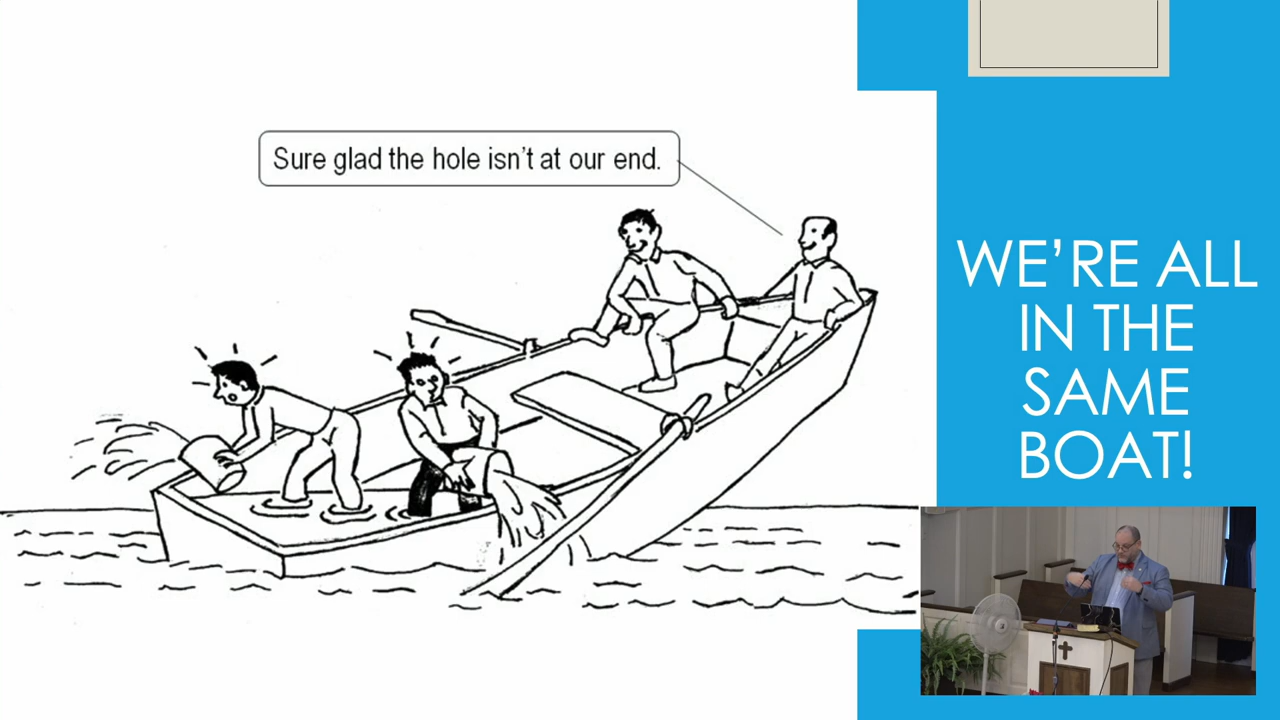 Sure glad the hole isn't at our end.
WE'RE ALL
IN THE
SAME
BOAT!